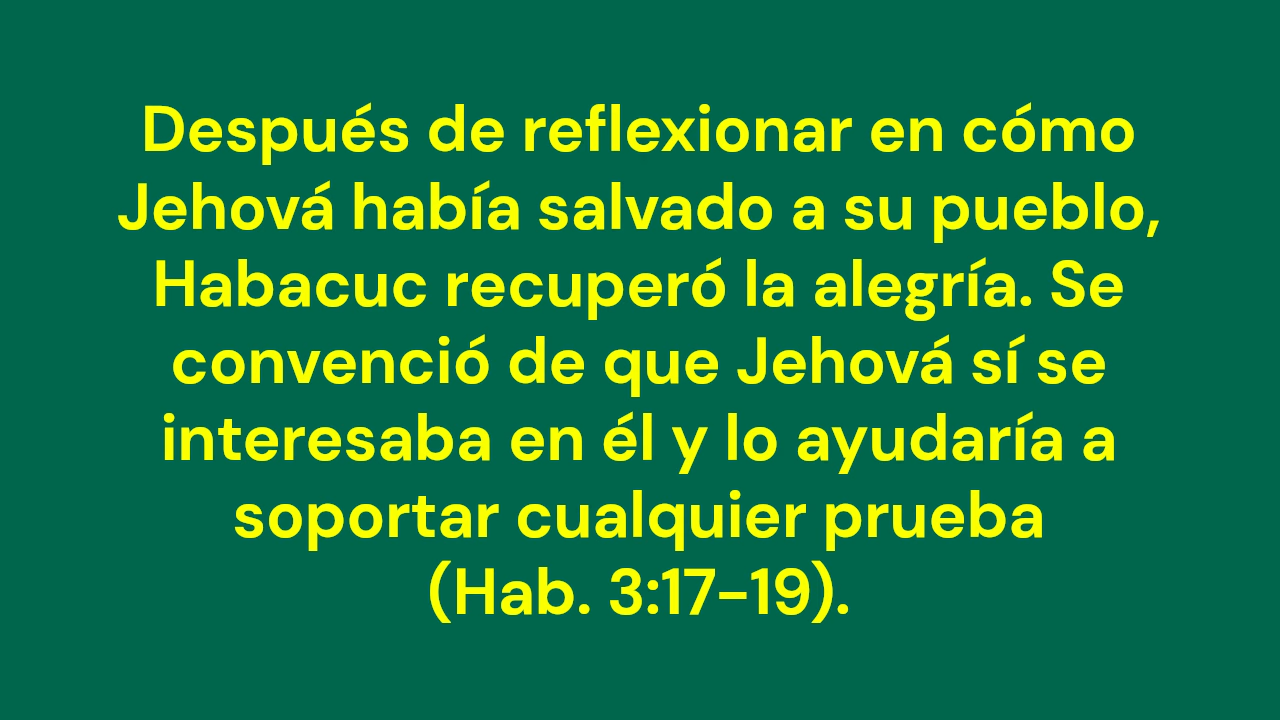 Después de reflexionar en cómo
Jehová había salvado a su pueblo,
Habacuc recuperó la alegría. Se
convenció de que Jehová sí se
interesaba en él y lo ayudaría a
soportar cualquier prueba
(Hab. 3:17-19).